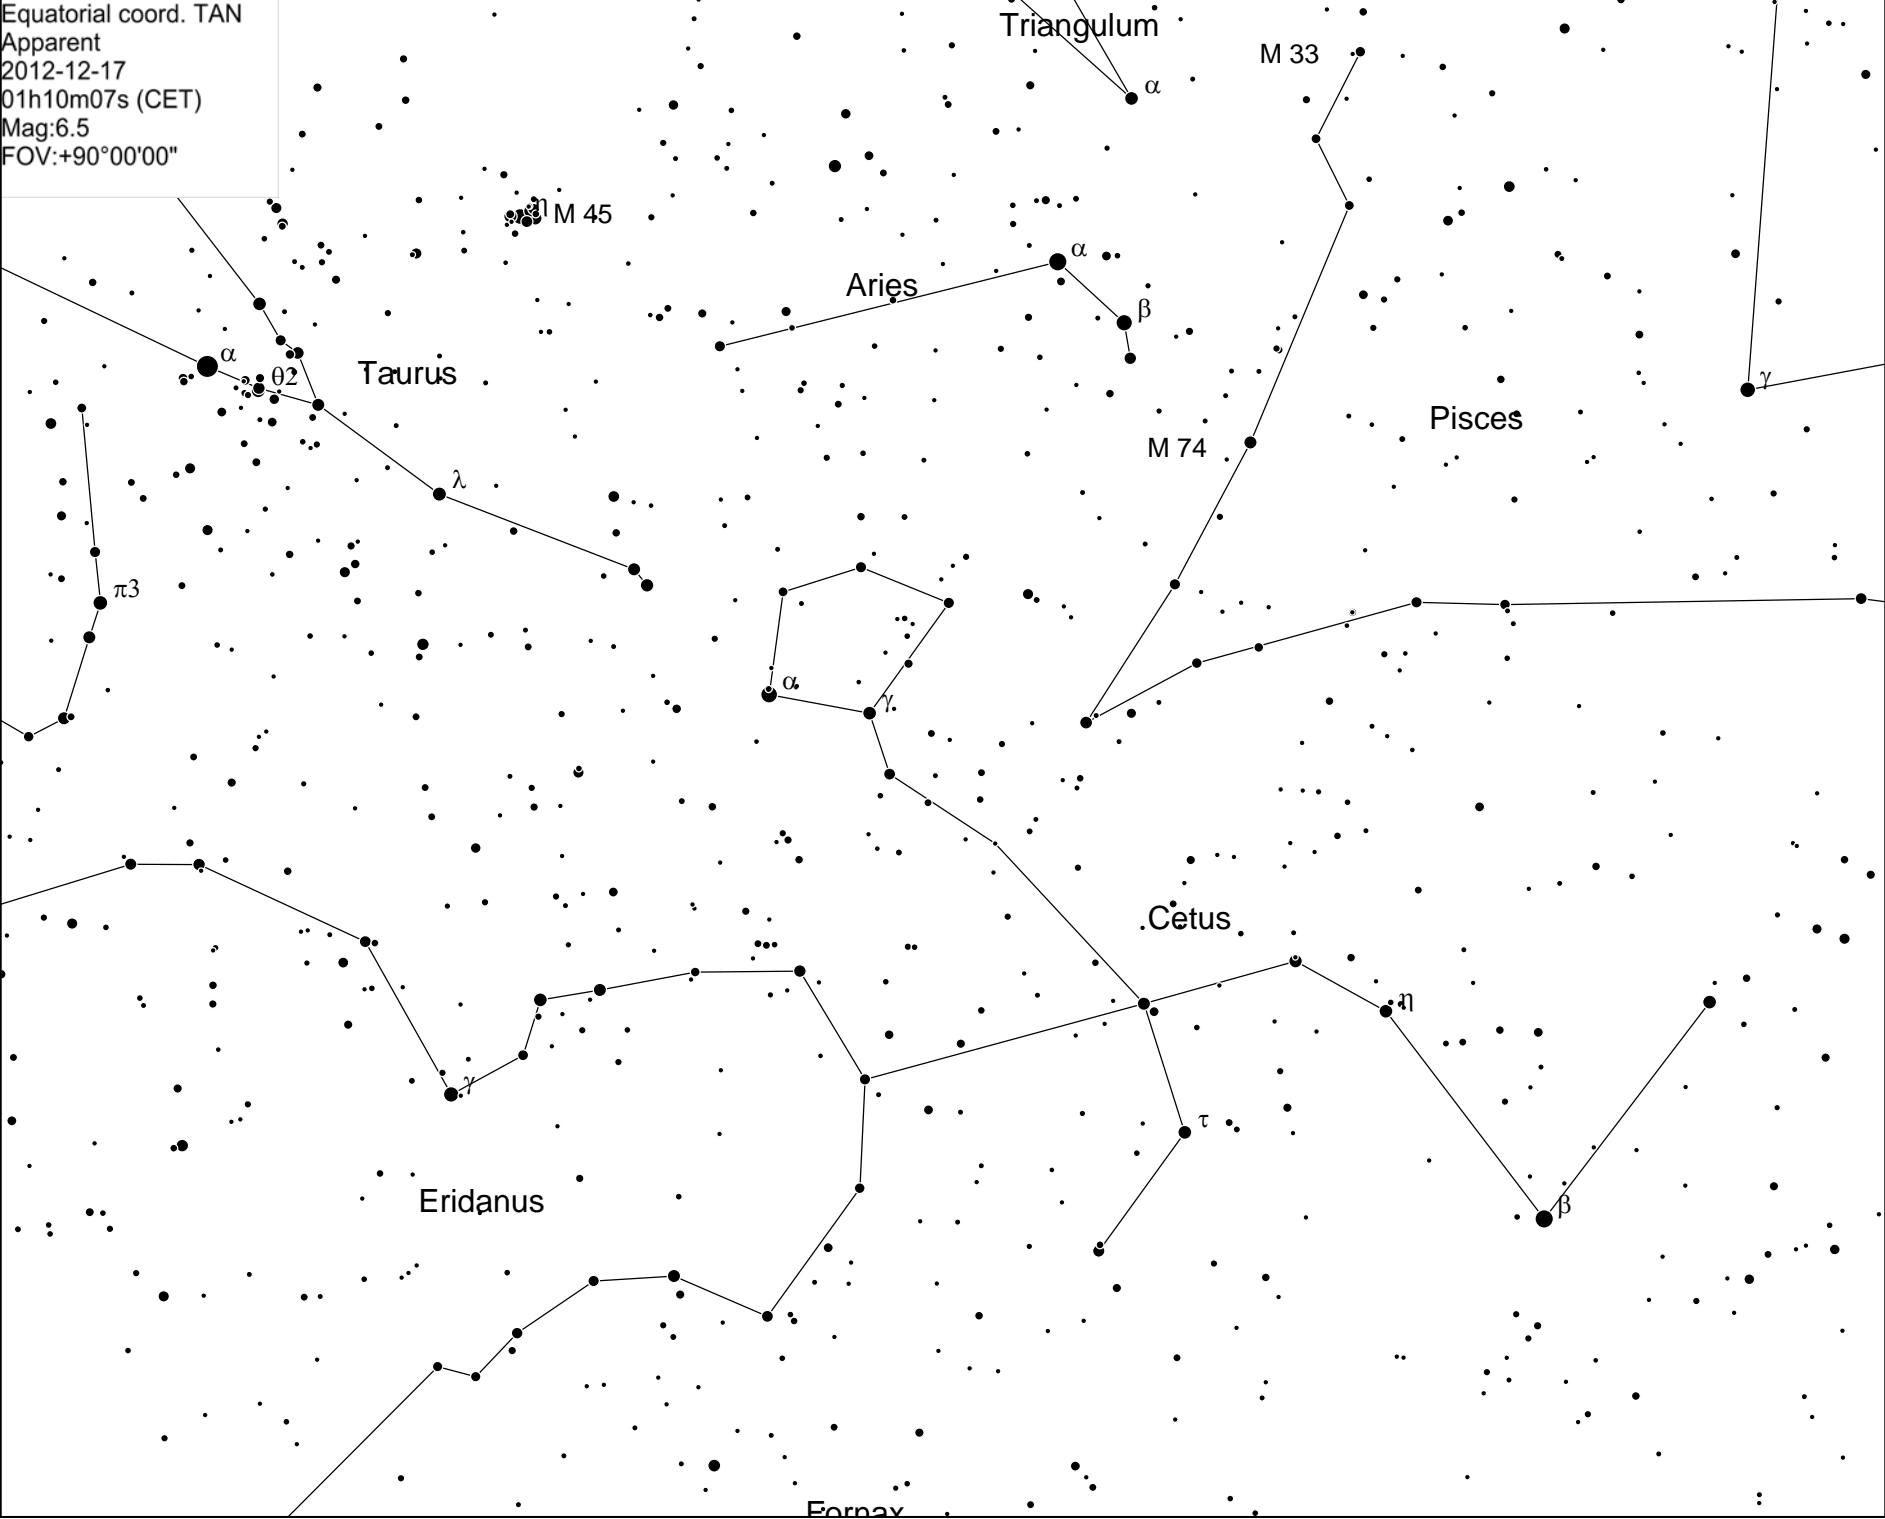 Equatorial coord. TAN
Apparent
2012-12-17
01h10m07s (CET)
Mag:6.5
FOV:+90°00'00"
Triangulum
M 33
α
η M 45
α
Aries
β
α
θ2
Taurus
γ
Pisces
M 74
λ
π3
α
γ
Cetus
η
γ
τ
Eridanus
β
Fornax